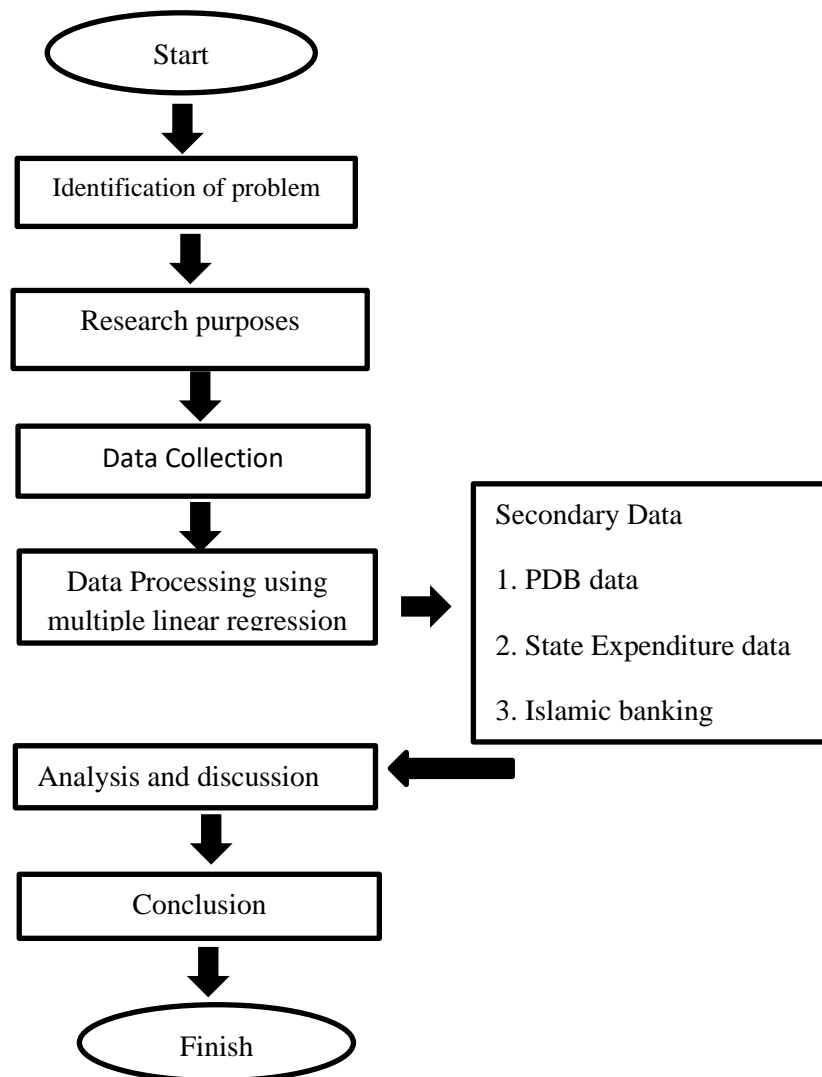 Start
Identification of problem
Research purposes
Data Collection
Data Processing using
multiple linear regression
Secondary Data
1. PDB data
2. State Expenditure data
3. Islamic banking
Analysis and discussion
Conclusion
Finish